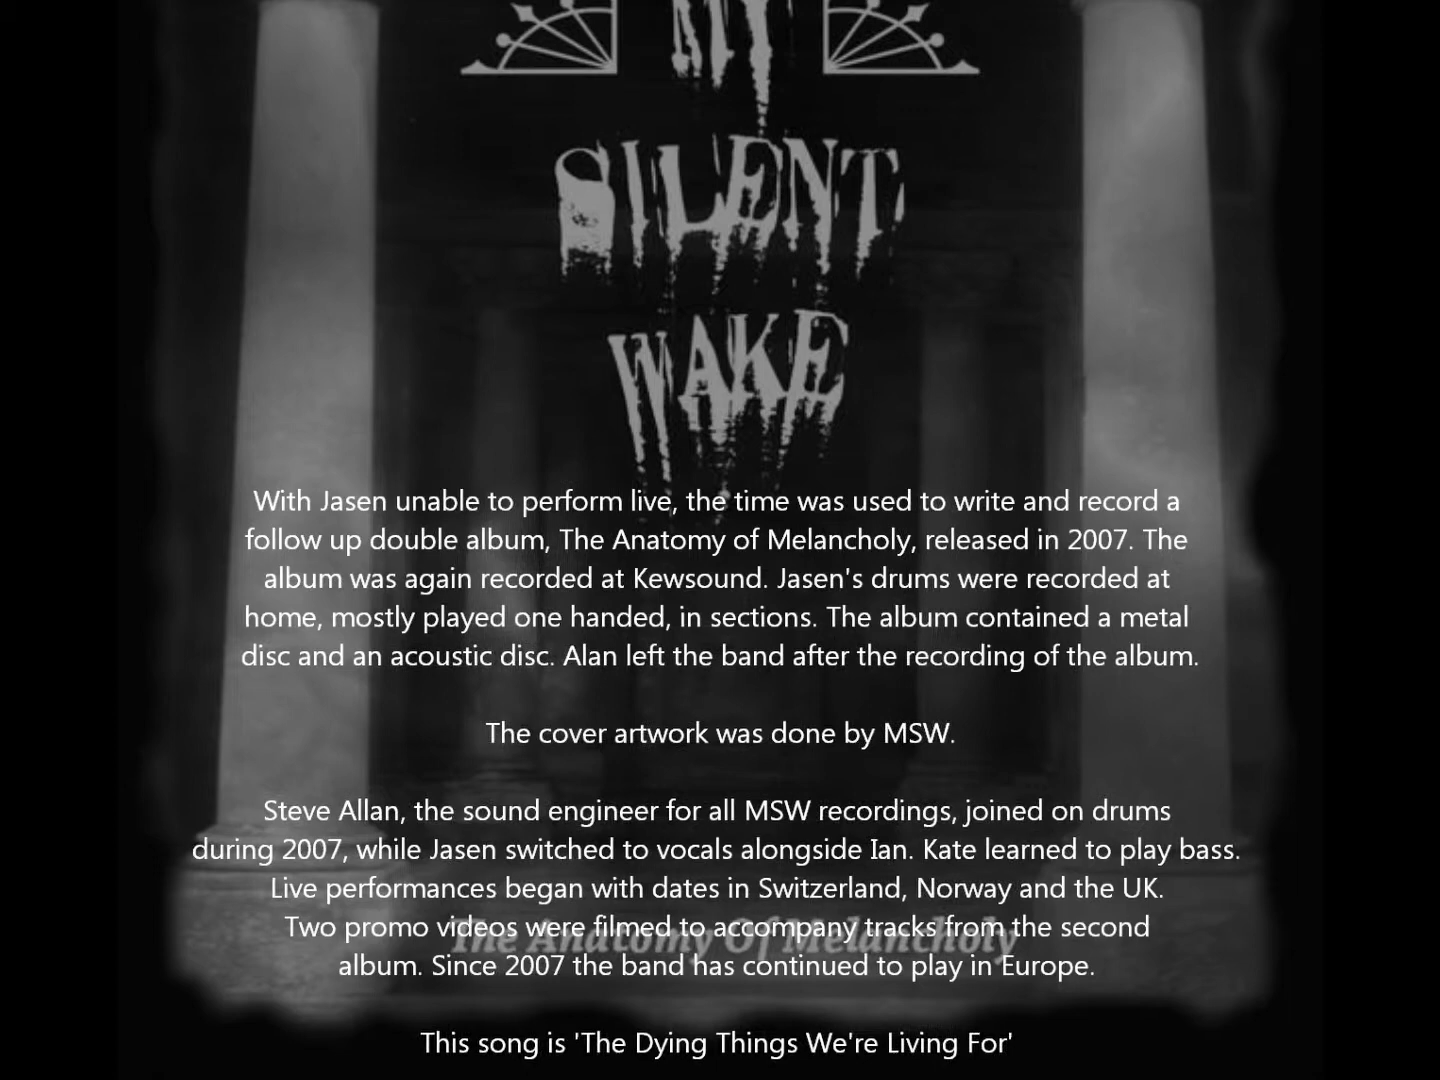 MY
SILENT
WAKE
With Jasen unable to perform live, the time was used to write and record a
follow up double album, The Anatomy of Melancholy, released in 2007. The
album was again recorded at Kewsound. Jasen's drums were recorded at
home, mostly played one handed, in sections. The album contained a metal
disc and an acoustic disc. Alan left the band after the recording of the album.
The cover artwork was done by MSW.
Steve Allan, the sound engineer for all MSW recordings, joined on drums
during 2007, while Jasen switched to vocals alongside Ian. Kate learned to play bass.
Live performances began with dates in Switzerland, Norway and the UK.
Two promo videos were filmed to accompany tracks from the second
The Anatomy Of Melancholy
album. Since 2007 the band has continued to play in Europe.
This song is 'The Dying Things We're Living For'